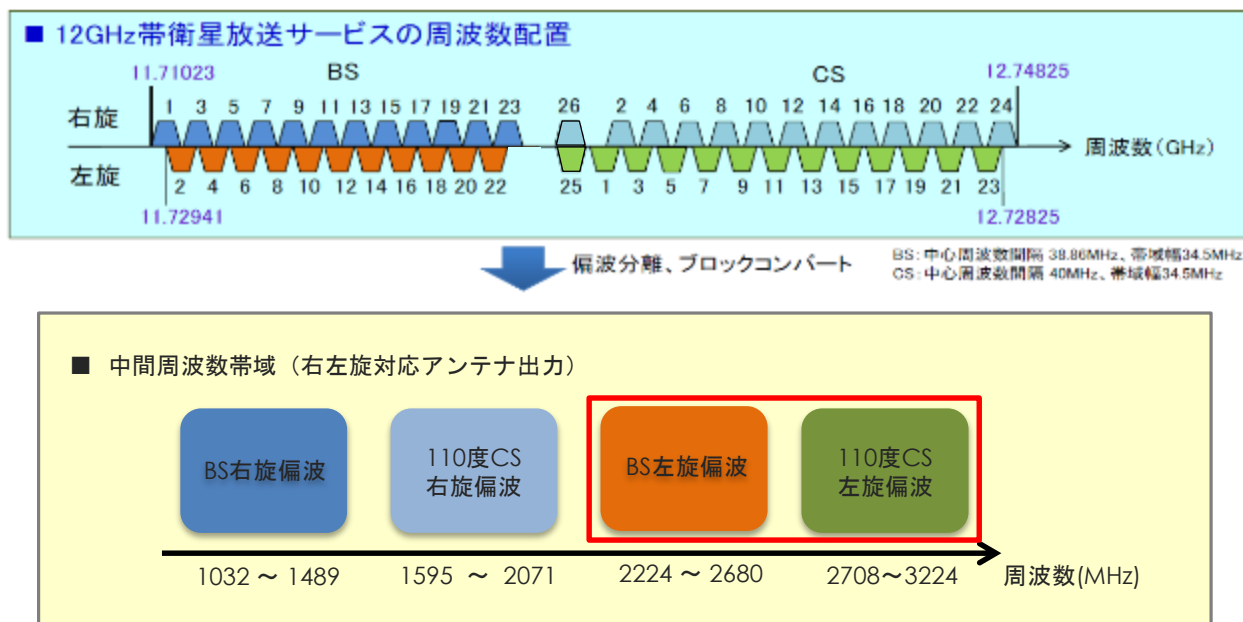 ■ 12GHz帯衛星放送サービスの周波数配置
11.71023 BS CS 12.74825
1 3 5 7 9 11 13 15 17 19 21 23 26 2 4 6 8 10 12 14 16 18 20 22 24
右旋
周波数(GHz)
左旋
2 4 6 8 10 12 14 16 18 20 22 25 1 3 5 7 9 11 13 15 17 19 21 23
11.72941 12.72825
偏波分離、ブロックコンバート
BS:中心周波数間隔 38.86MHz、帯域幅34.5MHz
CS:中心周波数間隔 40MHz、帯域幅34.5MHz
■ 中間周波数帯域(右左旋対応アンテナ出力)
BS右旋偏波
110度CS
右旋偏波
BS左旋偏波
110度CS
左旋偏波
1032 ~ 1489 1595 ~ 2071 2224 ~ 2680 2708~3224 周波数(MHz)